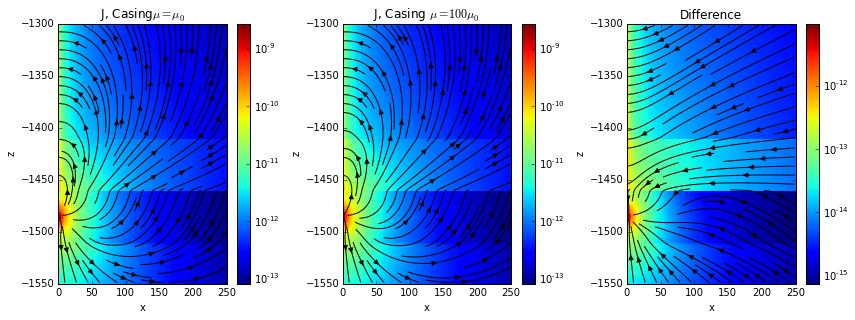 J, Casing μ=μ₀
−1300
−1350
−1400
−1450
−1500
−1550
z
0 50 100 150 200 250
x
10⁻⁹
10⁻¹⁰
10⁻¹¹
10⁻¹²
10⁻¹³
J, Casing μ=100μ₀
−1300
−1350
−1400
−1450
−1500
−1550
z
0 50 100 150 200 250
x
10⁻⁹
10⁻¹⁰
10⁻¹¹
10⁻¹²
10⁻¹³
Difference
−1300
−1350
−1400
−1450
−1500
−1550
z
0 50 100 150 200 250
x
10⁻¹²
10⁻¹³
10⁻¹⁴
10⁻¹⁵